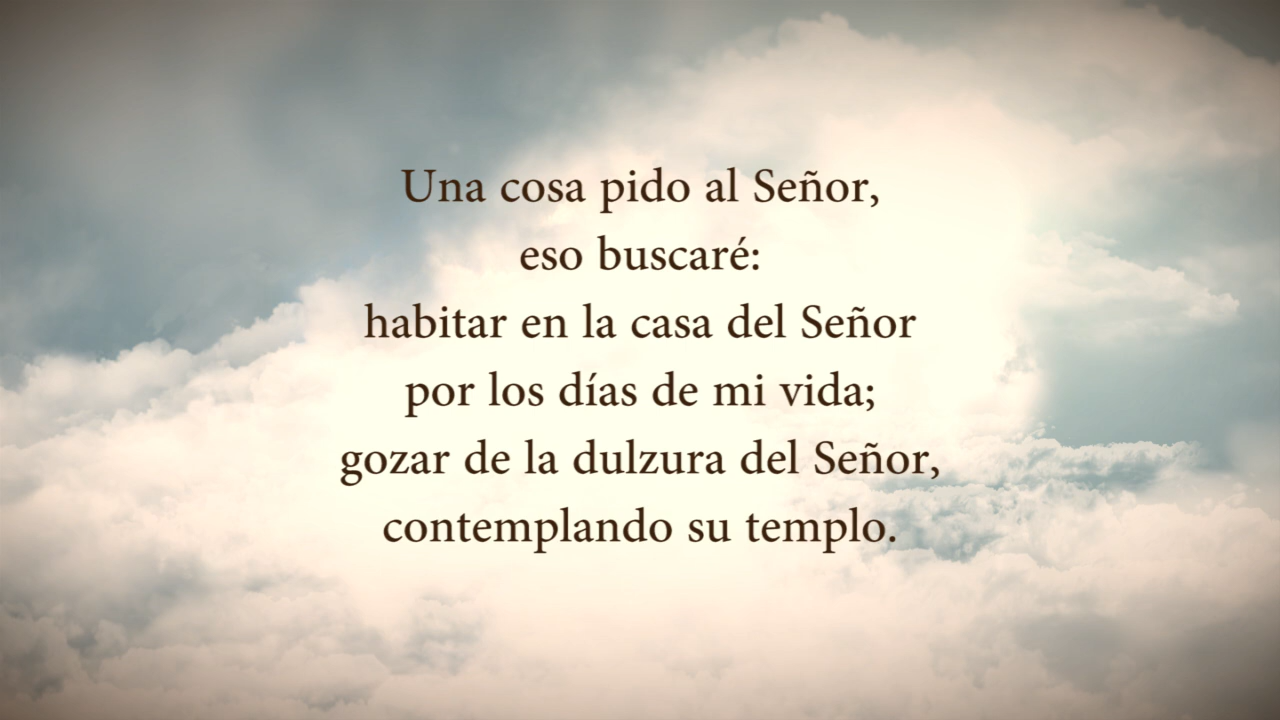 Una cosa pido al Señor,
eso buscaré:
habitar en la casa del Señor
por los días de mi vida;
gozar de la dulzura del Señor,
contemplando su templo.